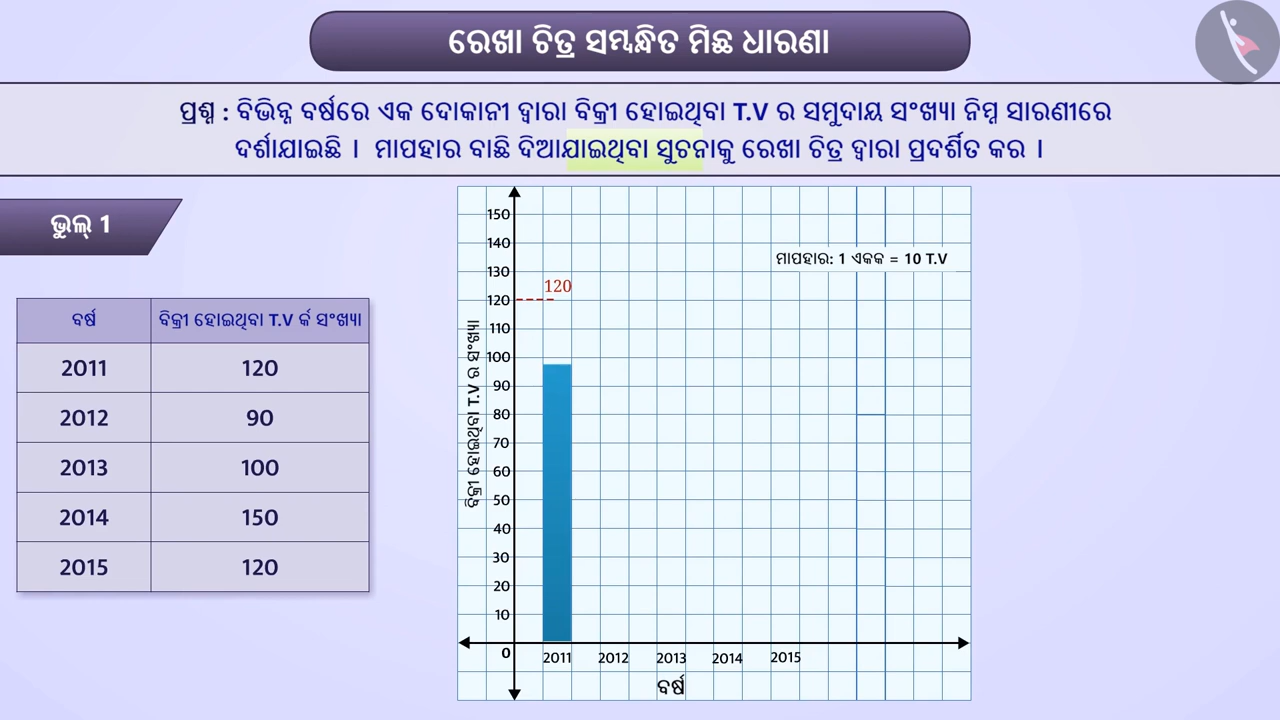 ରେଖା ଚିତ୍ର ସମ୍ବନ୍ଧିତ ମିଛ ଧାରଣା
ପ୍ରଶ୍ନ : ବିଭିନ୍ନ ବର୍ଷରେ ଏକ ଦୋକାନୀ ଦ୍ୱାରା ବିକ୍ରୀ ହୋଇଥିବା T.V ର ସମୁଦାୟ ସଂଖ୍ୟା ନିମ୍ନ ସାରଣୀରେ
ଦର୍ଶାଯାଇଛି । ମାପହାର ବାଛି ଦିଆଯାଇଥିବା ସୁଚନାକୁ ରେଖା ଚିତ୍ର ଦ୍ୱାରା ପ୍ରଦର୍ଶିତ କର ।
ଭୁଲ୍ 1
ବର୍ଷ ବିକ୍ରୀ ହୋଇଥିବା T.V ର୍କ ସଂଖ୍ୟା
2011 120
2012 90
2013 100
2014 150
2015 120
ବିକ୍ରୀ ହୋଇଥିବା T.V ର ସଂଖ୍ୟା
150
140
ମାପହାର: 1 ଏକକ = 10 T.V
130
120
120
110
100
90
80
70
60
50
40
30
20
10
0
2011 2012 2013 2014 2015
ବର୍ଷ